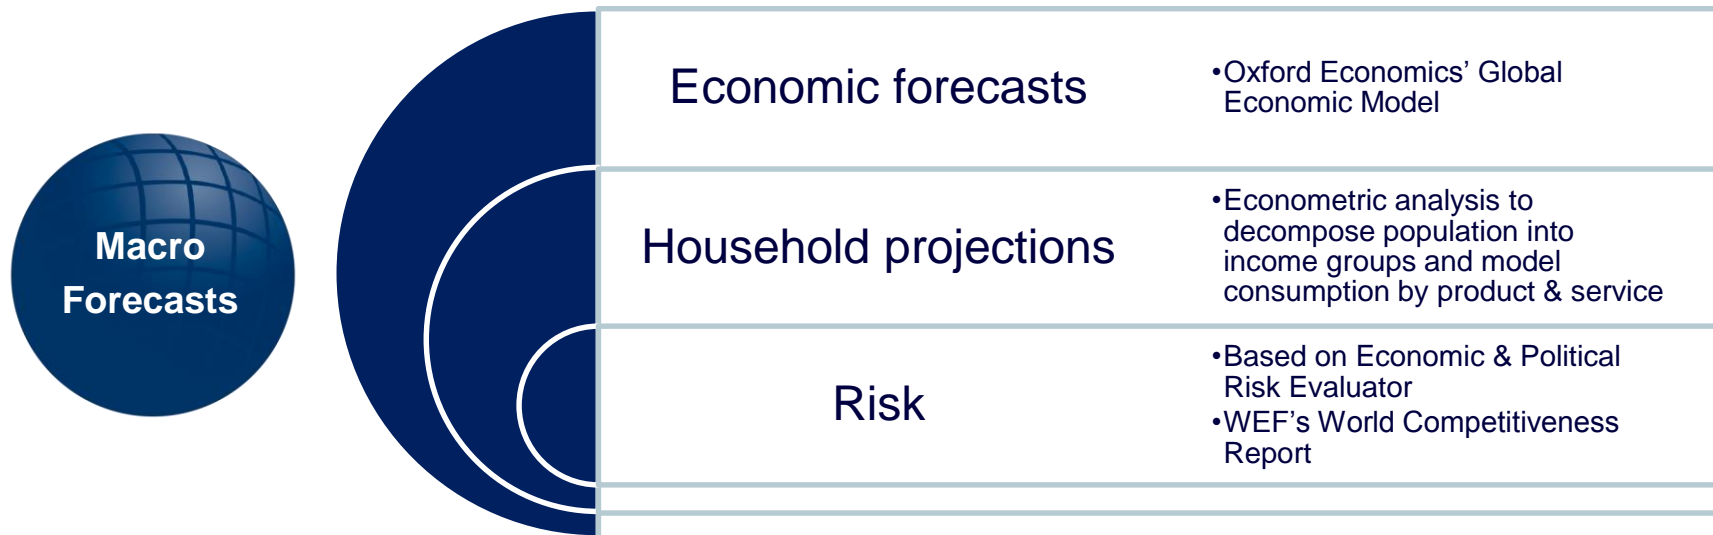 Macro
Forecasts
Economic forecasts
•Oxford Economics’ Global
Economic Model
Household projections
•Econometric analysis to
decompose population into
income groups and model
consumption by product & service
Risk
•Based on Economic & Political
Risk Evaluator
•WEF’s World Competitiveness
Report